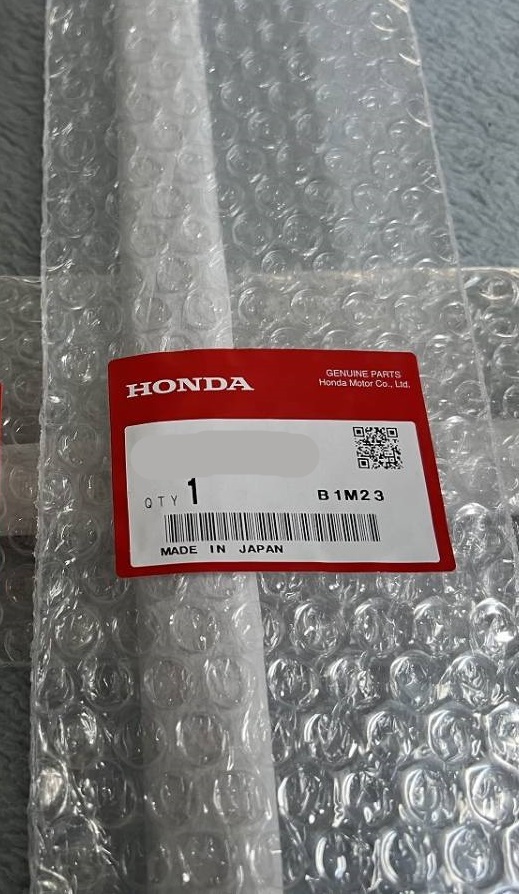 HONDA
GENUINE PARTS
Honda Motor Co., Ltd.
QTY 1
B1M23
MADE IN JAPAN